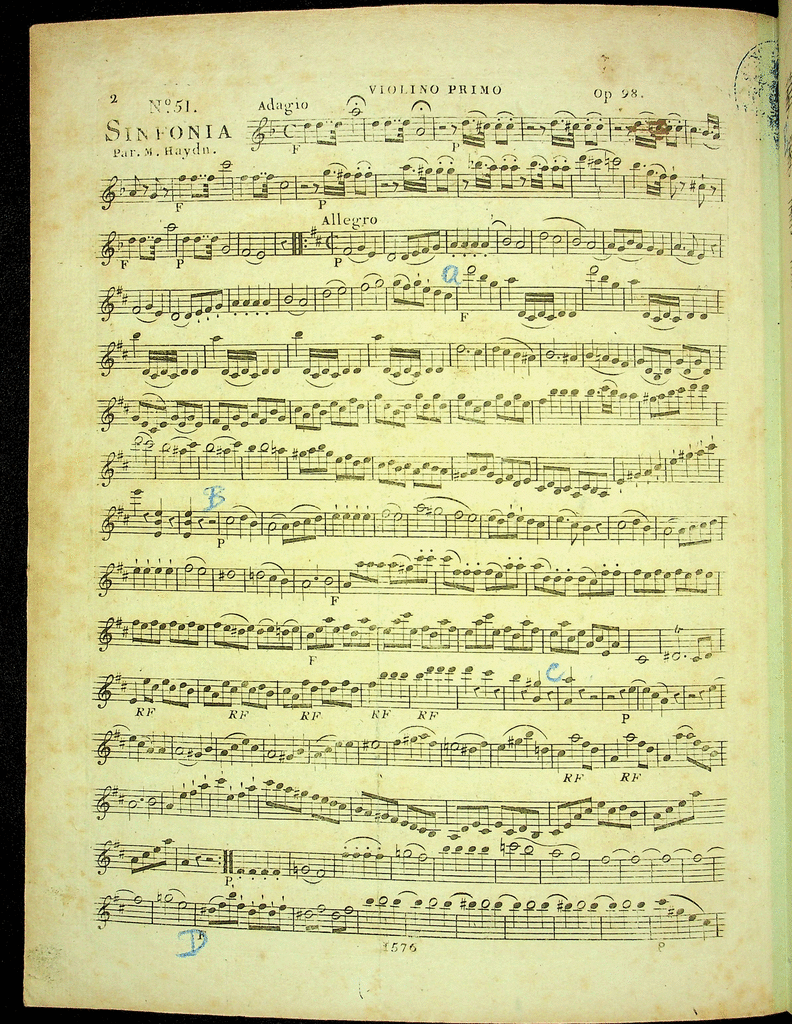 VIOLINO PRIMO
2
Nº 51.
Adagio
Op 98.
SINFONIA
Par. M. Haydn.
F
P
F
P
Allegro
F
P
P
a
F
B
P
F
F
C
RF
RF
RF
RF
RF
P
RF
RF
P.
D
F
1576
P